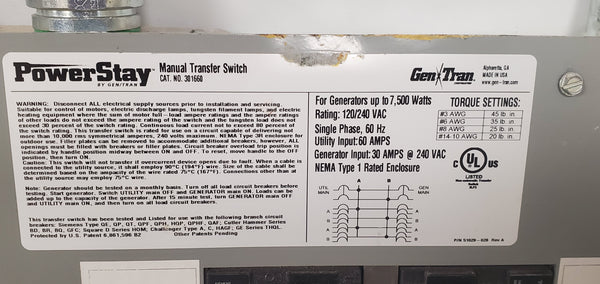 PowerStay™
BY GEN/TRAN
Manual Transfer Switch
CAT. NO. 301660
Gen Tran
CORPORATION
Alpharetta, GA
MADE IN USA
www.gen-tran.com
WARNING: Disconnect ALL electrical supply sources prior to installation and servicing.
Suitable for control of motors, electric discharge lamps, tungsten filament lamps, and electric
heating equipment where the sum of motor full - load ampere ratings and the ampere ratings
of other loads do not exceed the ampere rating of the switch and the tungsten load does not
exceed 30 percent of the switch rating. Continuous load current not to exceed 80 percent of
the switch rating. This transfer switch is rated for use on a circuit capable of delivering not
more than 10,000 rms symmetrical amperes, 240 volts maximum. NEMA Type 3R enclosure for
outdoor use. Filler plates can be removed to accommodate additional breakers, however, ALL
openings must be filled with breakers or filler plates. Circuit breaker overload trip position is
indicated by handle position midway between ON and OFF. To restore power, turn to OFF
position, then turn ON.
Caution: This switch will not transfer if overcurrent device opens due to fault. When a cable is
connected to the utility source, it shall employ 90°C (194°F) wire. Size of the cable shall be
determined based on the ampacity of the wire rated 75°C (167°F). Connections other than at
the utility source may employ 75°C wire.
Note: Generator should be tested on a monthly basis. Turn off all load circuit breakers before
testing. Start generator. Switch UTILITY MAIN OFF and GENERATOR MAIN ON. Loads can be
added up to the capacity of the generator. After 15 minute test, turn GENERATOR MAIN OFF
and UTILITY MAIN ON. Turn OFF all load circuit breakers.
This transfer switch has been tested and Listed for use with the following branch circuit
breakers: Siemens Type QE, QP, QT, QPF, QPH, HQP, QPHF, QAF; Cutler Hammer Series
BD, BR, BQ, GFC; Square D Series HOM; Challenger Type A, C, HAGF; GE Series THQL.
Protected by U.S. Patent 6,861,596 B2 Other Patents Pending
For Generators up to 7,500 Watts
Rating: 120/240 VAC
Single Phase, 60 Hz
Utility Input: 60 AMPS
Generator Input: 30 AMPS @ 240 VAC
NEMA Type 1 Rated Enclosure
TORQUE SETTINGS:
#3 AWG 45 lb. in.
#6 AWG 35 lb. in.
#8 AWG 25 lb. in.
#14-10 AWG 20 lb. in.
C UL US
LISTED
A B
UTIL MAIN
GEN MAIN
A B
P/N 51029-020 Rev A